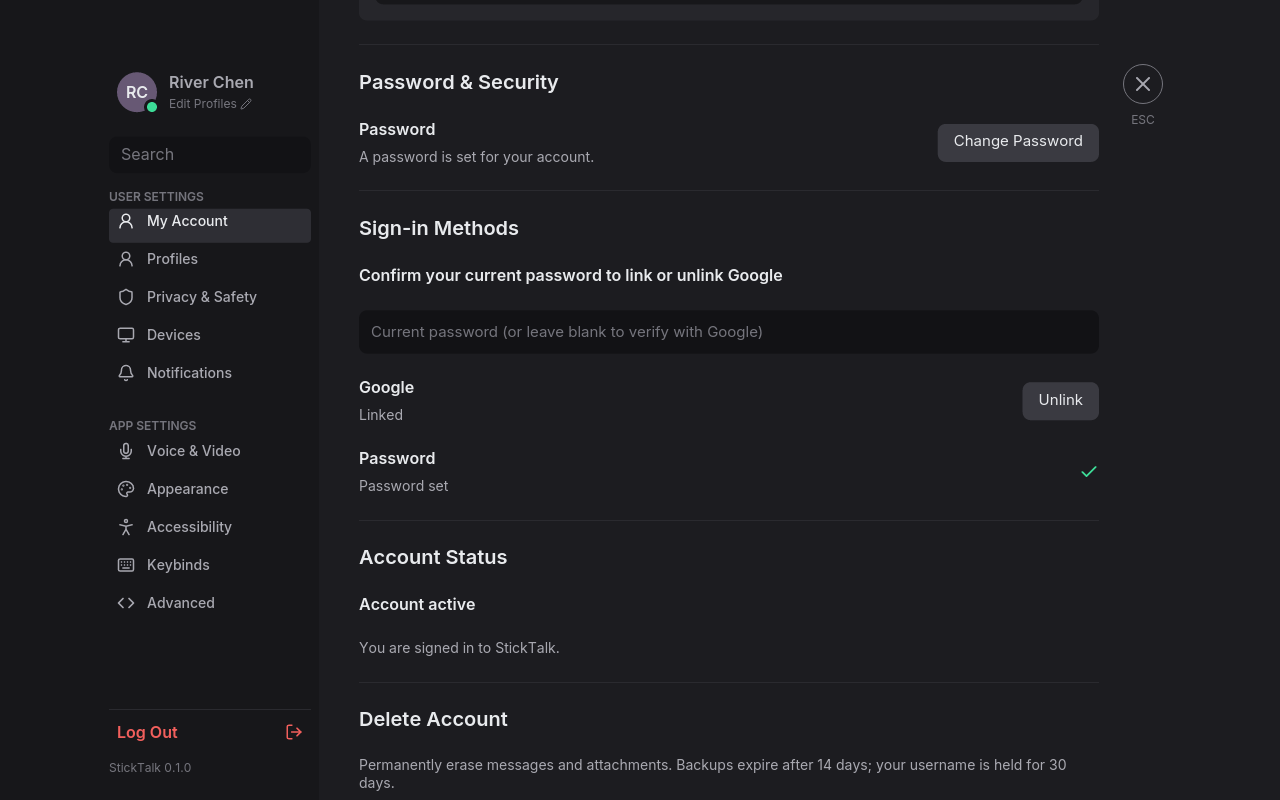 RC
River Chen
Edit Profiles
Search
USER SETTINGS
My Account
Profiles
Privacy & Safety
Devices
Notifications
APP SETTINGS
Voice & Video
Appearance
Accessibility
Keybinds
Advanced
Log Out
StickTalk 0.1.0
Password & Security
Password
A password is set for your account.
Change Password
Sign-in Methods
Confirm your current password to link or unlink Google
Current password (or leave blank to verify with Google)
Google
Linked
Unlink
Password
Password set
Account Status
Account active
You are signed in to StickTalk.
Delete Account
Permanently erase messages and attachments. Backups expire after 14 days; your username is held for 30
days.
ESC